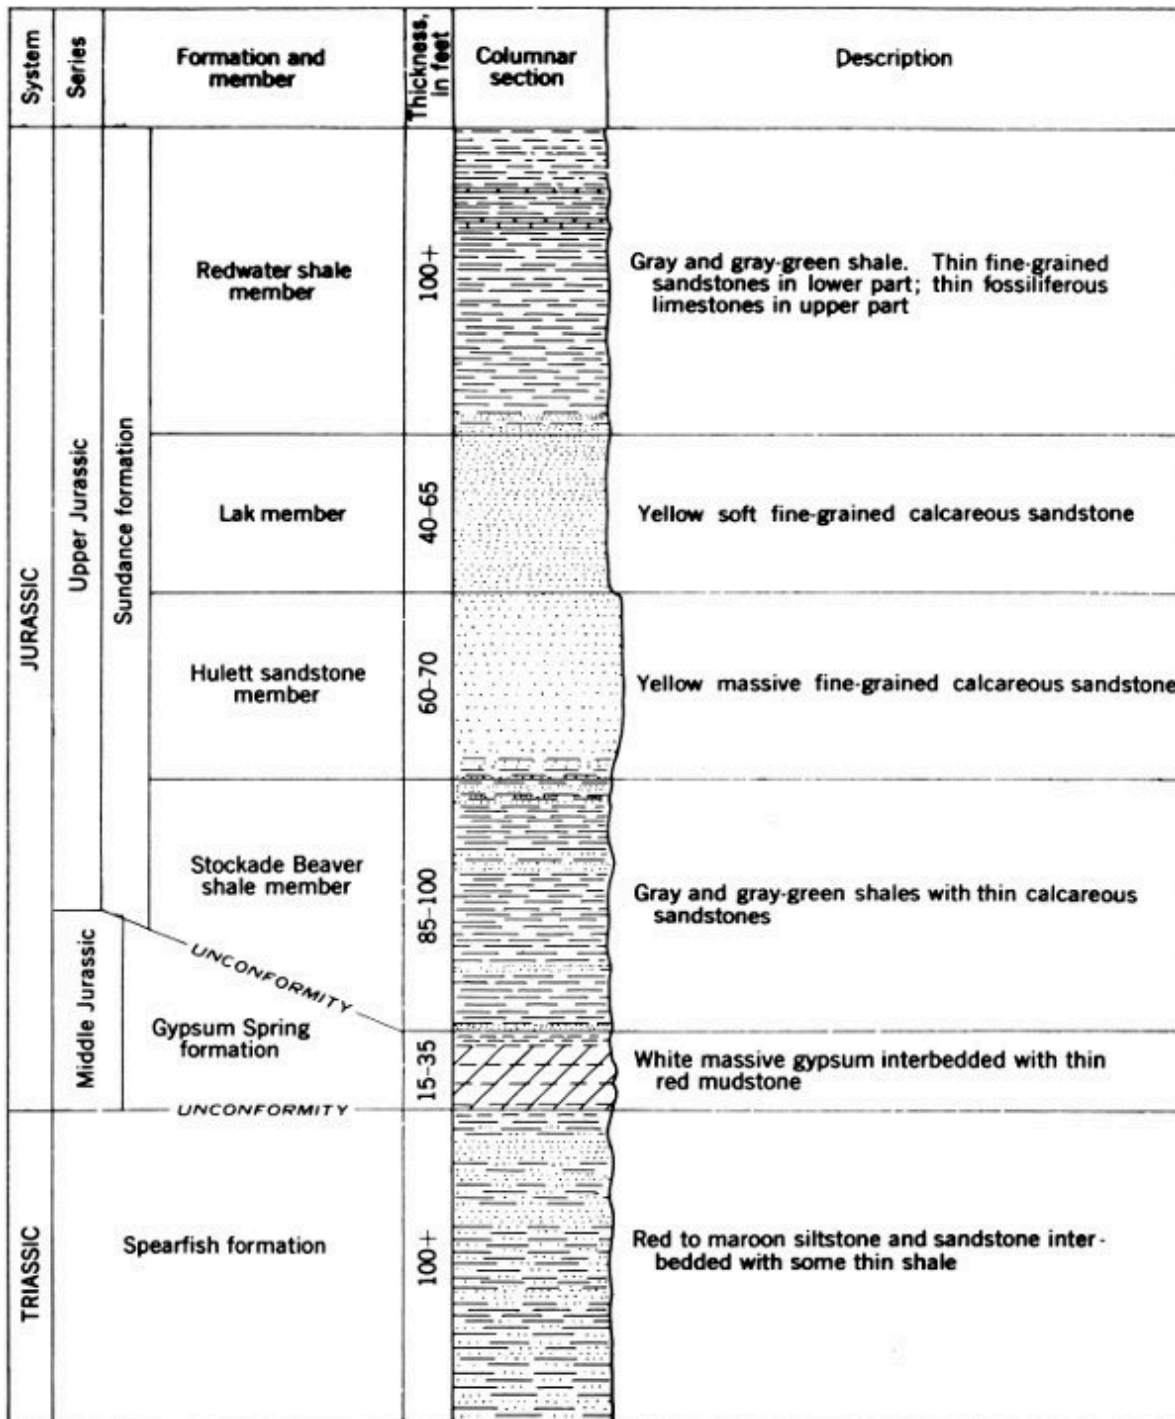 System
Series
Formation and
member
Thickness,
in feet
Columnar
section
Description
JURASSIC
Upper Jurassic
Sundance formation
Redwater shale
member
100+
Gray and gray-green shale. Thin fine-grained
sandstones in lower part; thin fossiliferous
limestones in upper part
Lak member
40–65
Yellow soft fine-grained calcareous sandstone
Hulett sandstone
member
60–70
Yellow massive fine-grained calcareous sandstone
Stockade Beaver
shale member
85–100
Gray and gray-green shales with thin calcareous
sandstones
UNCONFORMITY
Middle Jurassic
Gypsum Spring
formation
15–35
White massive gypsum interbedded with thin
red mudstone
UNCONFORMITY
TRIASSIC
Spearfish formation
100+
Red to maroon siltstone and sandstone inter-
bedded with some thin shale